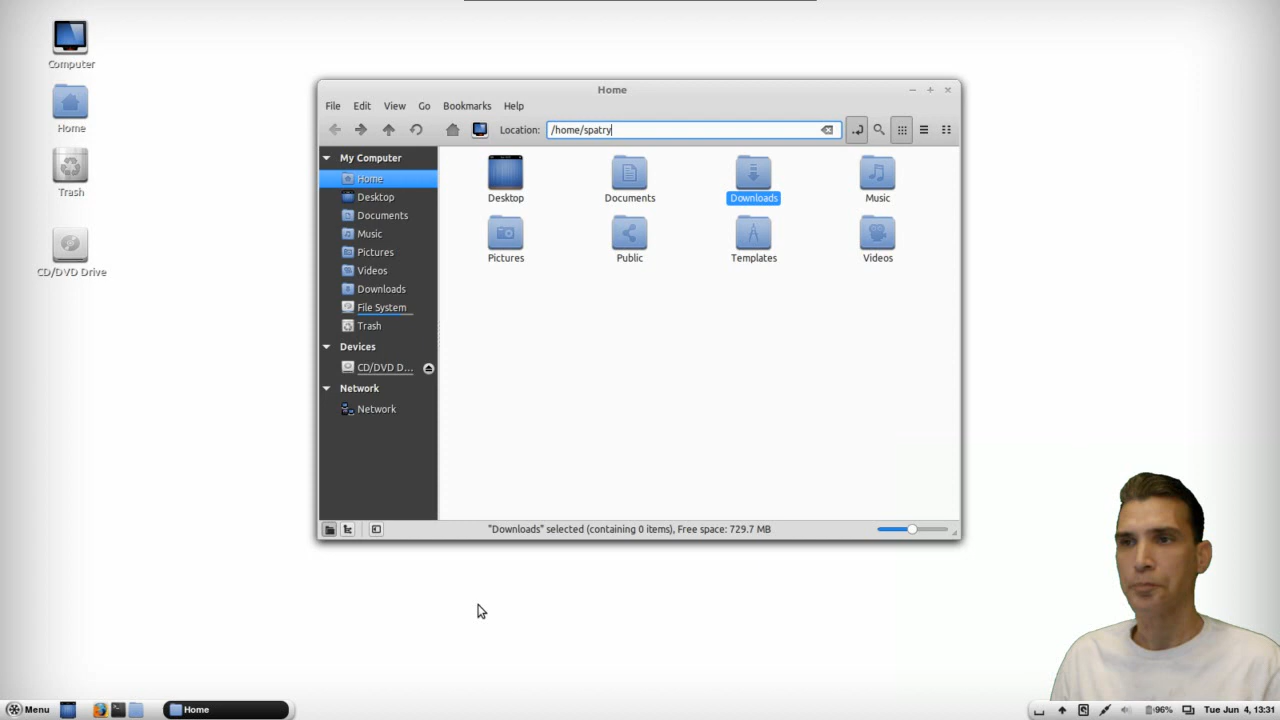 Computer
Home
Trash
CD/DVD Drive
Home
File Edit View Go Bookmarks Help
Location: /home/spatry
My Computer
Home
Desktop
Documents
Music
Pictures
Videos
Downloads
File System
Trash
Devices
CD/DVD D...
Network
Network
Desktop
Documents
Downloads
Music
Pictures
Public
Templates
Videos
"Downloads" selected (containing 0 items), Free space: 729.7 MB
Menu
Home
96%
Tue Jun 4, 13:31